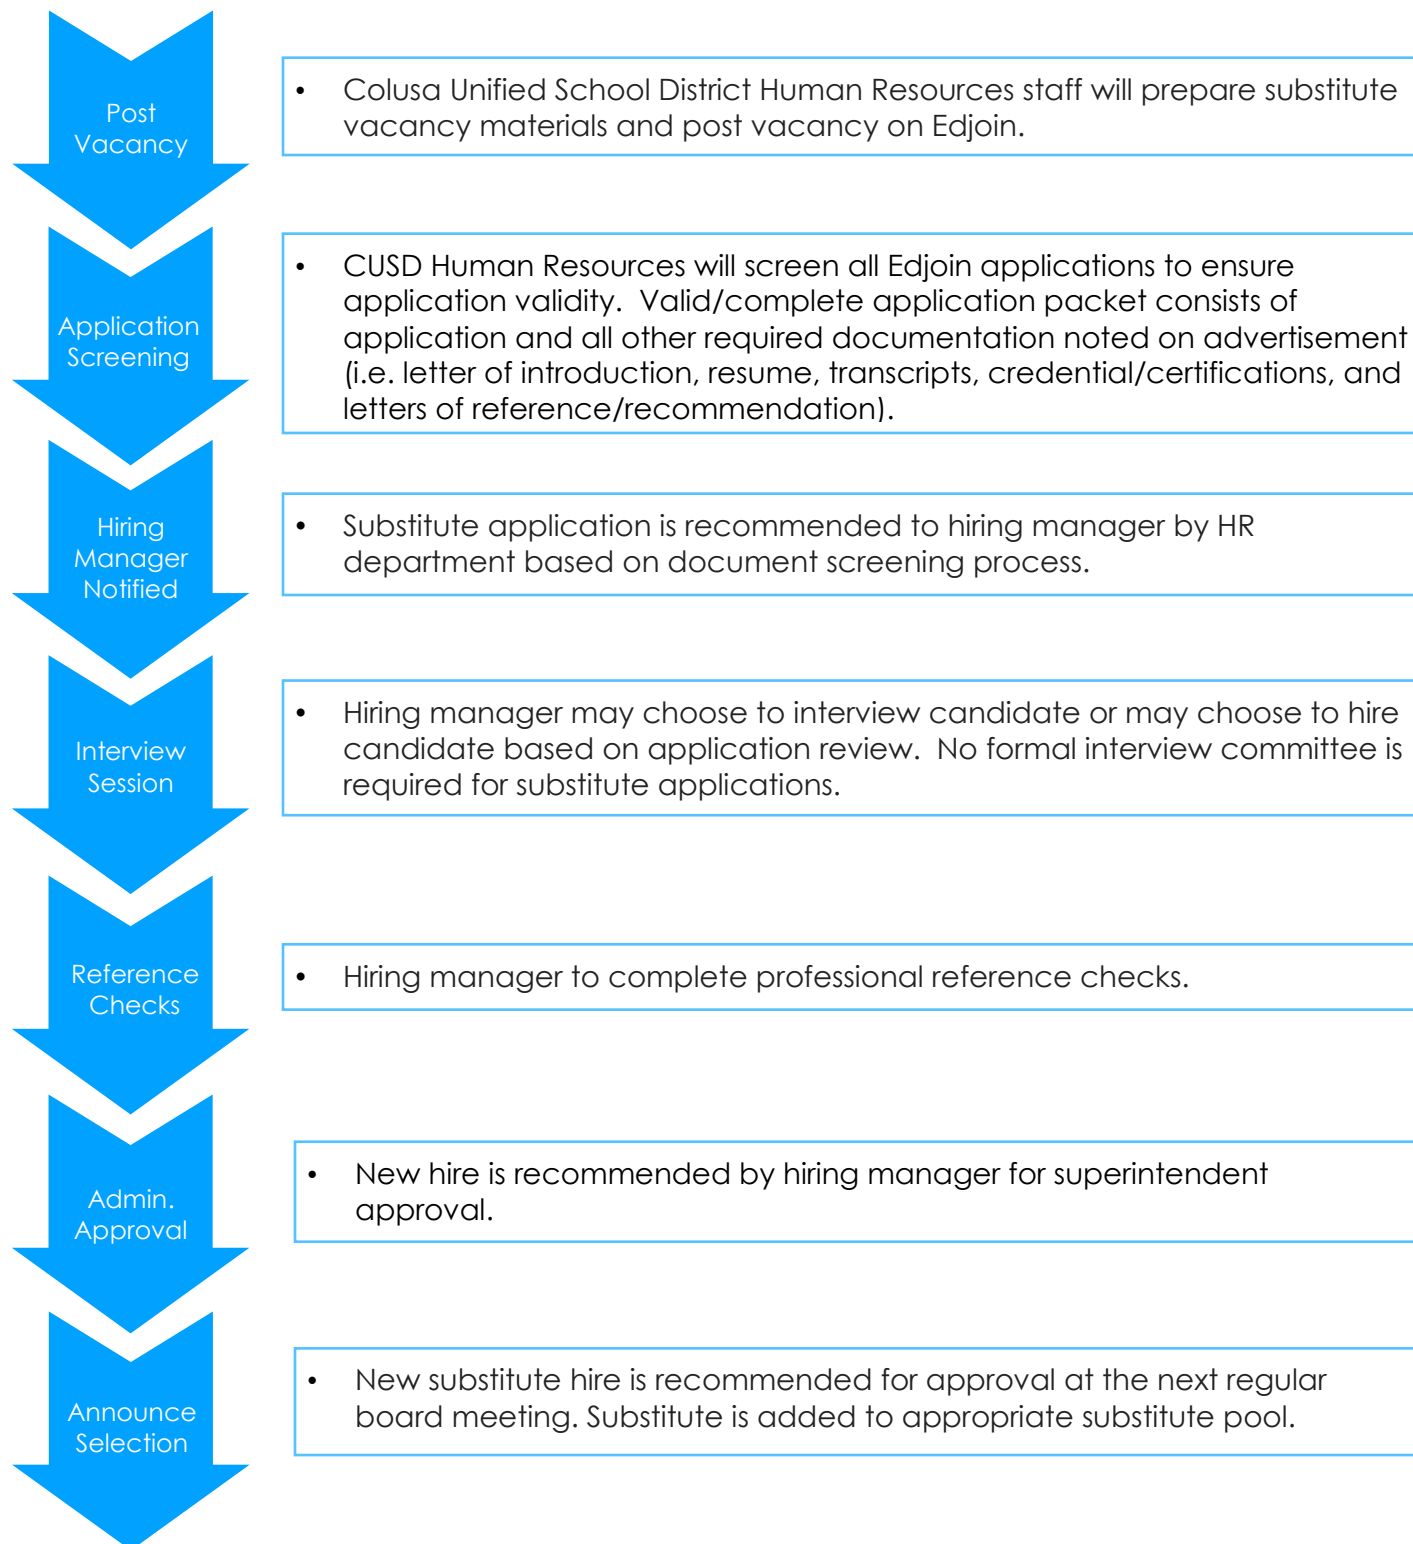 Post
Vacancy
• Colusa Unified School District Human Resources staff will prepare substitute
vacancy materials and post vacancy on Edjoin.
Application
Screening
• CUSD Human Resources will screen all Edjoin applications to ensure
application validity.  Valid/complete application packet consists of
application and all other required documentation noted on advertisement
(i.e. letter of introduction, resume, transcripts, credential/certifications, and
letters of reference/recommendation).
Hiring
Manager
Notified
• Substitute application is recommended to hiring manager by HR
department based on document screening process.
Interview
Session
• Hiring manager may choose to interview candidate or may choose to hire
candidate based on application review.  No formal interview committee is
required for substitute applications.
Reference
Checks
• Hiring manager to complete professional reference checks.
Admin.
Approval
• New hire is recommended by hiring manager for superintendent
approval.
Announce
Selection
• New substitute hire is recommended for approval at the next regular
board meeting. Substitute is added to appropriate substitute pool.